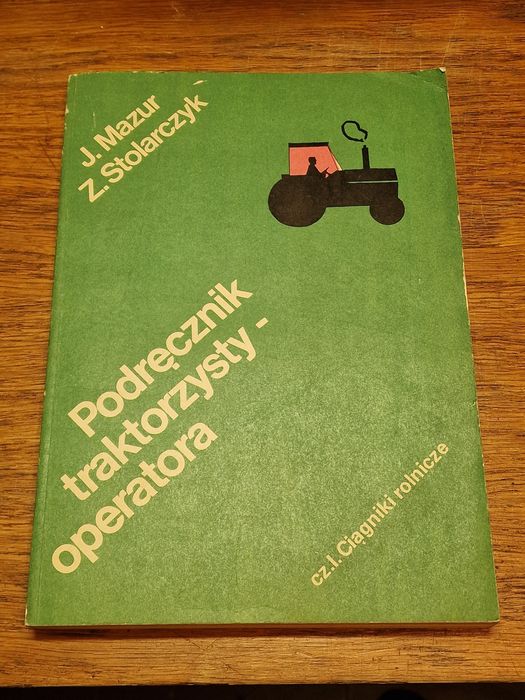 J. Mazur
Z. Stolarczyk
Podręcznik
traktorzysty-
operatora
cz.I. Ciągniki rolnicze